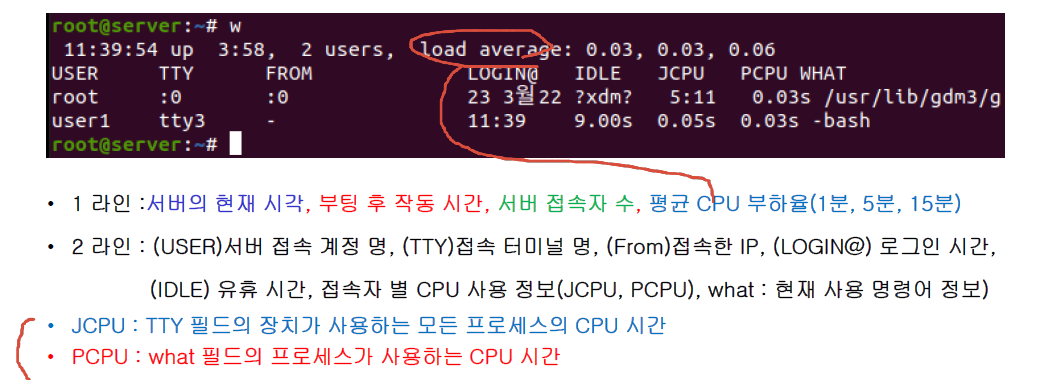 root@server:~# w
11:39:54 up 3:58, 2 users, load average: 0.03, 0.03, 0.06
USER TTY FROM LOGIN@ IDLE JCPU PCPU WHAT
root :0 :0 23 3월22 ?xdm? 5:11 0.03s /usr/lib/gdm3/g
user1 tty3 - 11:39 9.00s 0.05s 0.03s -bash
root@server:~#
• 1 라인 :서버의 현재 시각, 부팅 후 작동 시간, 서버 접속자 수, 평균 CPU 부하율(1분, 5분, 15분)
• 2 라인 : (USER)서버 접속 계정 명, (TTY)접속 터미널 명, (From)접속한 IP, (LOGIN@) 로그인 시간,
(IDLE) 유휴 시간, 접속자 별 CPU 사용 정보(JCPU, PCPU), what : 현재 사용 명령어 정보)
• JCPU : TTY 필드의 장치가 사용하는 모든 프로세스의 CPU 시간
• PCPU : what 필드의 프로세스가 사용하는 CPU 시간